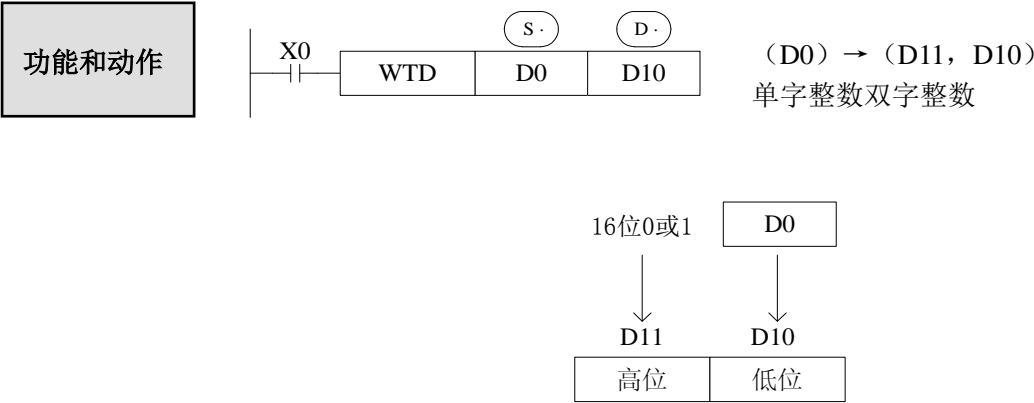 功能和动作
X0
S·
D·
WTD D0 D10
（D0）→（D11，D10）
单字整数双字整数
16位0或1
D0
D11
D10
高位
低位